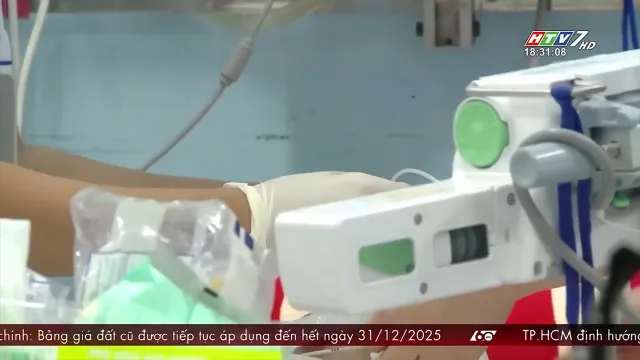 HTV7 HD
18:31:08
chính: Bảng giá đất cũ được tiếp tục áp dụng đến hết ngày 31/12/2025 60 TP.HCM định hướng